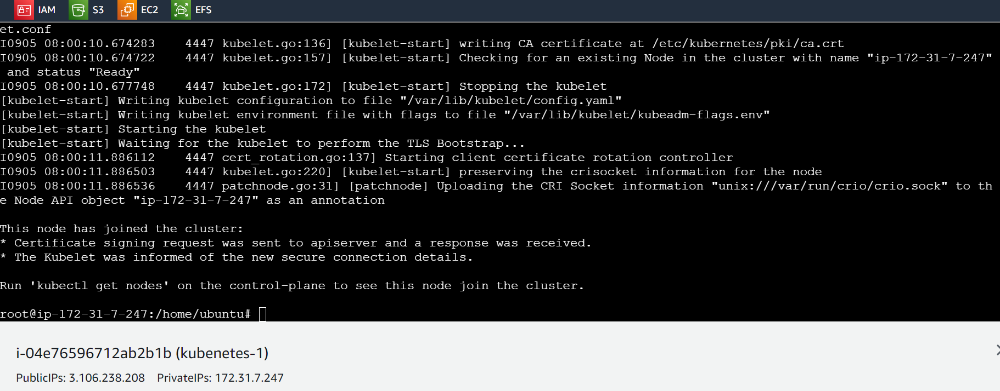 IAM S3 EC2 EFS
et.conf
I0905 08:00:10.674283    4447 kubelet.go:136] [kubelet-start] writing CA certificate at /etc/kubernetes/pki/ca.crt
I0905 08:00:10.674722    4447 kubelet.go:157] [kubelet-start] Checking for an existing Node in the cluster with name "ip-172-31-7-247"
 and status "Ready"
I0905 08:00:10.677748    4447 kubelet.go:172] [kubelet-start] Stopping the kubelet
[kubelet-start] Writing kubelet configuration to file "/var/lib/kubelet/config.yaml"
[kubelet-start] Writing kubelet environment file with flags to file "/var/lib/kubelet/kubeadm-flags.env"
[kubelet-start] Starting the kubelet
[kubelet-start] Waiting for the kubelet to perform the TLS Bootstrap...
I0905 08:00:11.886112    4447 cert_rotation.go:137] Starting client certificate rotation controller
I0905 08:00:11.886503    4447 kubelet.go:220] [kubelet-start] preserving the crisocket information for the node
I0905 08:00:11.886536    4447 patchnode.go:31] [patchnode] Uploading the CRI Socket information "unix:///var/run/crio/crio.sock" to th
e Node API object "ip-172-31-7-247" as an annotation
This node has joined the cluster:
* Certificate signing request was sent to apiserver and a response was received.
* The Kubelet was informed of the new secure connection details.
Run 'kubectl get nodes' on the control-plane to see this node join the cluster.
root@ip-172-31-7-247:/home/ubuntu#
i-04e76596712ab2b1b (kubenetes-1)
PublicIPs: 3.106.238.208 PrivateIPs: 172.31.7.247